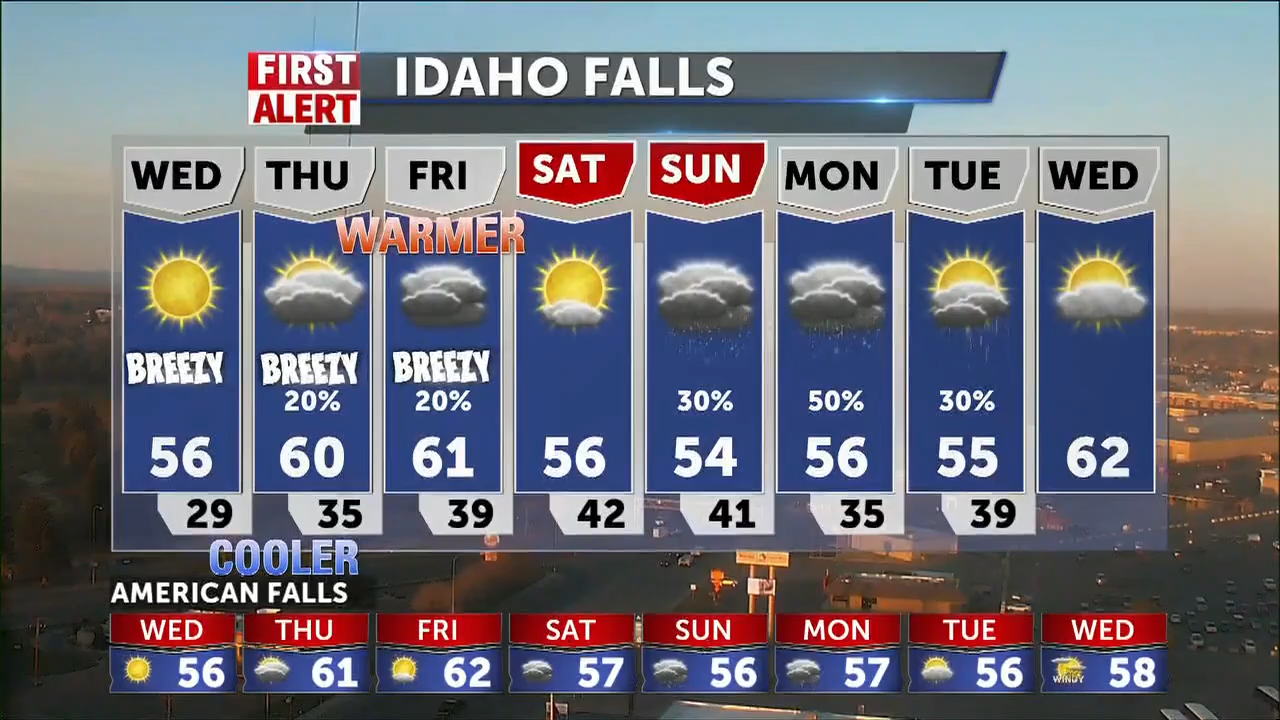 FIRST
ALERT
IDAHO FALLS
WED THU FRI SAT SUN MON TUE WED
WARMER
BREEZY BREEZY BREEZY
20% 20% 30% 50% 30%
56 60 61 56 54 56 55 62
29 35 39 42 41 35 39
COOLER
AMERICAN FALLS
WED THU FRI SAT SUN MON TUE WED
56 61 62 57 56 57 56 WINDY 58